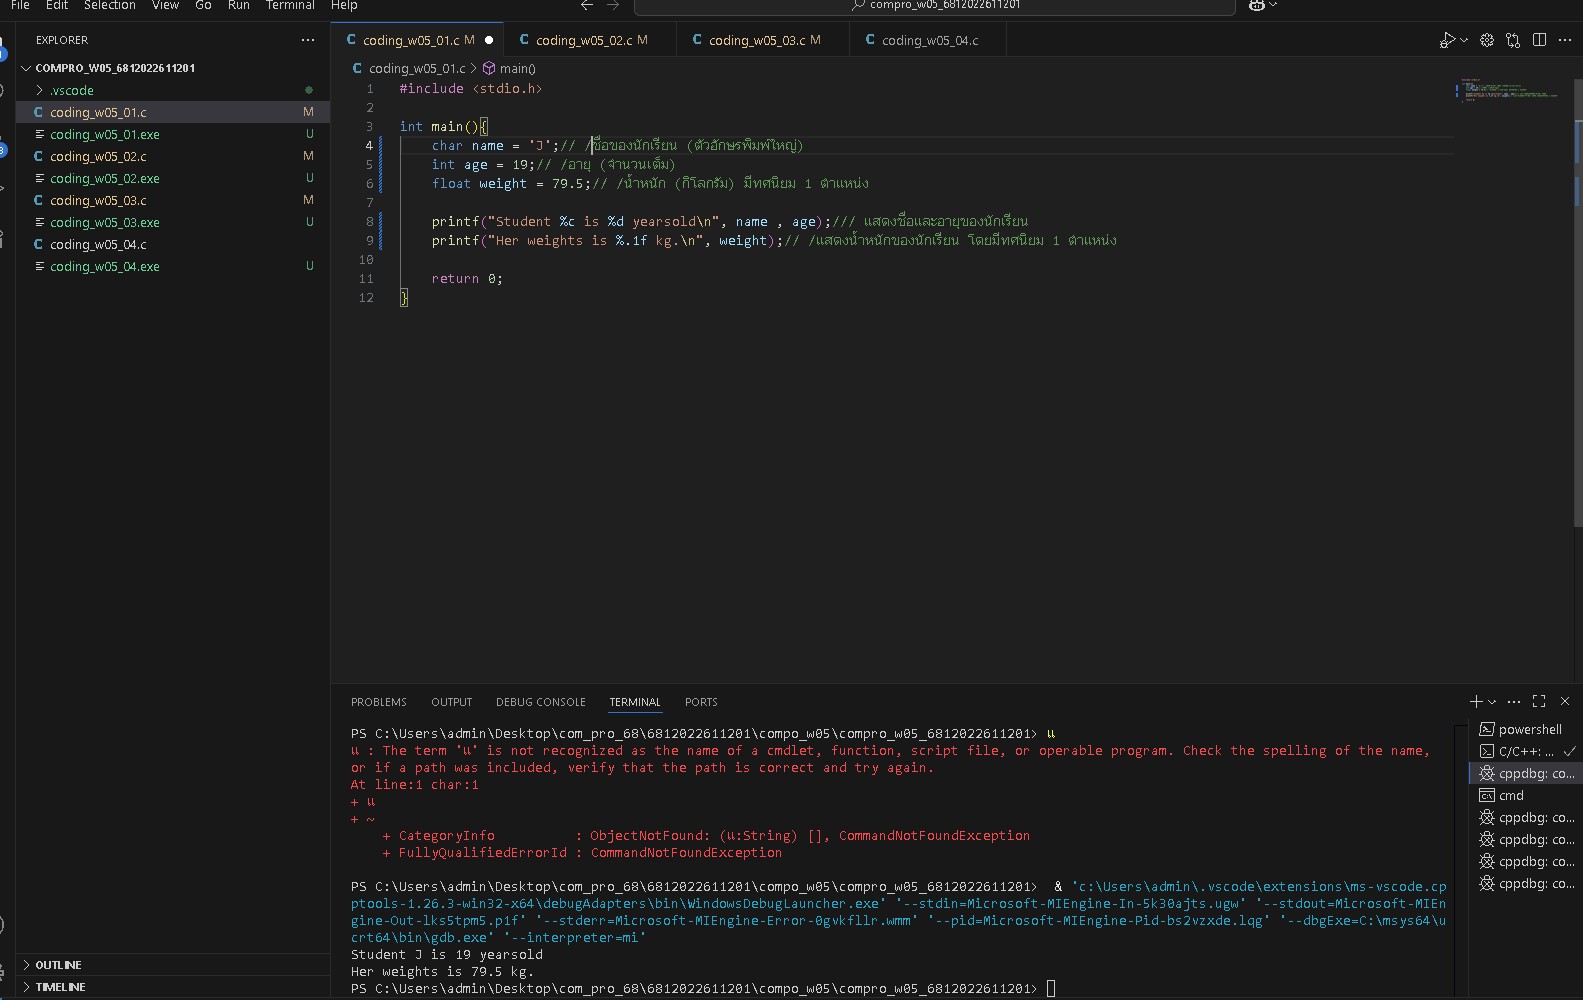 File Edit Selection View Go Run Terminal Help compro_w05_6812022611201
EXPLORER
COMPRO_W05_6812022611201
.vscode
coding_w05_01.c M
coding_w05_01.exe U
coding_w05_02.c M
coding_w05_02.exe U
coding_w05_03.c M
coding_w05_03.exe U
coding_w05_04.c
coding_w05_04.exe U
OUTLINE
TIMELINE
coding_w05_01.c M coding_w05_02.c M coding_w05_03.c M coding_w05_04.c
coding_w05_01.c > main()
1 #include <stdio.h>
2
3 int main(){
4 char name = 'J';// /ชื่อของนักเรียน (ตัวอักษรพิมพ์ใหญ่)
5 int age = 19;// /อายุ (จำนวนเต็ม)
6 float weight = 79.5;// /น้ำหนัก (กิโลกรัม) มีทศนิยม 1 ตำแหน่ง
7
8 printf("Student %c is %d yearsold\n", name , age);/// แสดงชื่อและอายุของนักเรียน
9 printf("Her weights is %.1f kg.\n", weight);// /แสดงน้ำหนักของนักเรียน โดยมีทศนิยม 1 ตำแหน่ง
10
11 return 0;
12 }
PROBLEMS OUTPUT DEBUG CONSOLE TERMINAL PORTS
PS C:\Users\admin\Desktop\com_pro_68\6812022611201\compo_w05\compro_w05_6812022611201> แ
แ : The term 'แ' is not recognized as the name of a cmdlet, function, script file, or operable program. Check the spelling of the name,
or if a path was included, verify that the path is correct and try again.
At line:1 char:1
+ แ
+ ~
+ CategoryInfo : ObjectNotFound: (แ:String) [], CommandNotFoundException
+ FullyQualifiedErrorId : CommandNotFoundException
PS C:\Users\admin\Desktop\com_pro_68\6812022611201\compo_w05\compro_w05_6812022611201> & 'c:\Users\admin\.vscode\extensions\ms-vscode.cp
ptools-1.26.3-win32-x64\debugAdapters\bin\WindowsDebugLauncher.exe' '--stdin=Microsoft-MIEngine-In-5k30ajts.ugw' '--stdout=Microsoft-MIEn
gine-Out-lks5tpm5.p1f' '--stderr=Microsoft-MIEngine-Error-0gvkfllr.wmm' '--pid=Microsoft-MIEngine-Pid-bs2vzxde.lqg' '--dbgExe=C:\msys64\u
crt64\bin\gdb.exe' '--interpreter=mi'
Student J is 19 yearsold
Her weights is 79.5 kg.
PS C:\Users\admin\Desktop\com_pro_68\6812022611201\compo_w05\compro_w05_6812022611201>
powershell
C/C++: ...
cppdbg: co...
cmd
cppdbg: co...
cppdbg: co...
cppdbg: co...
cppdbg: co...